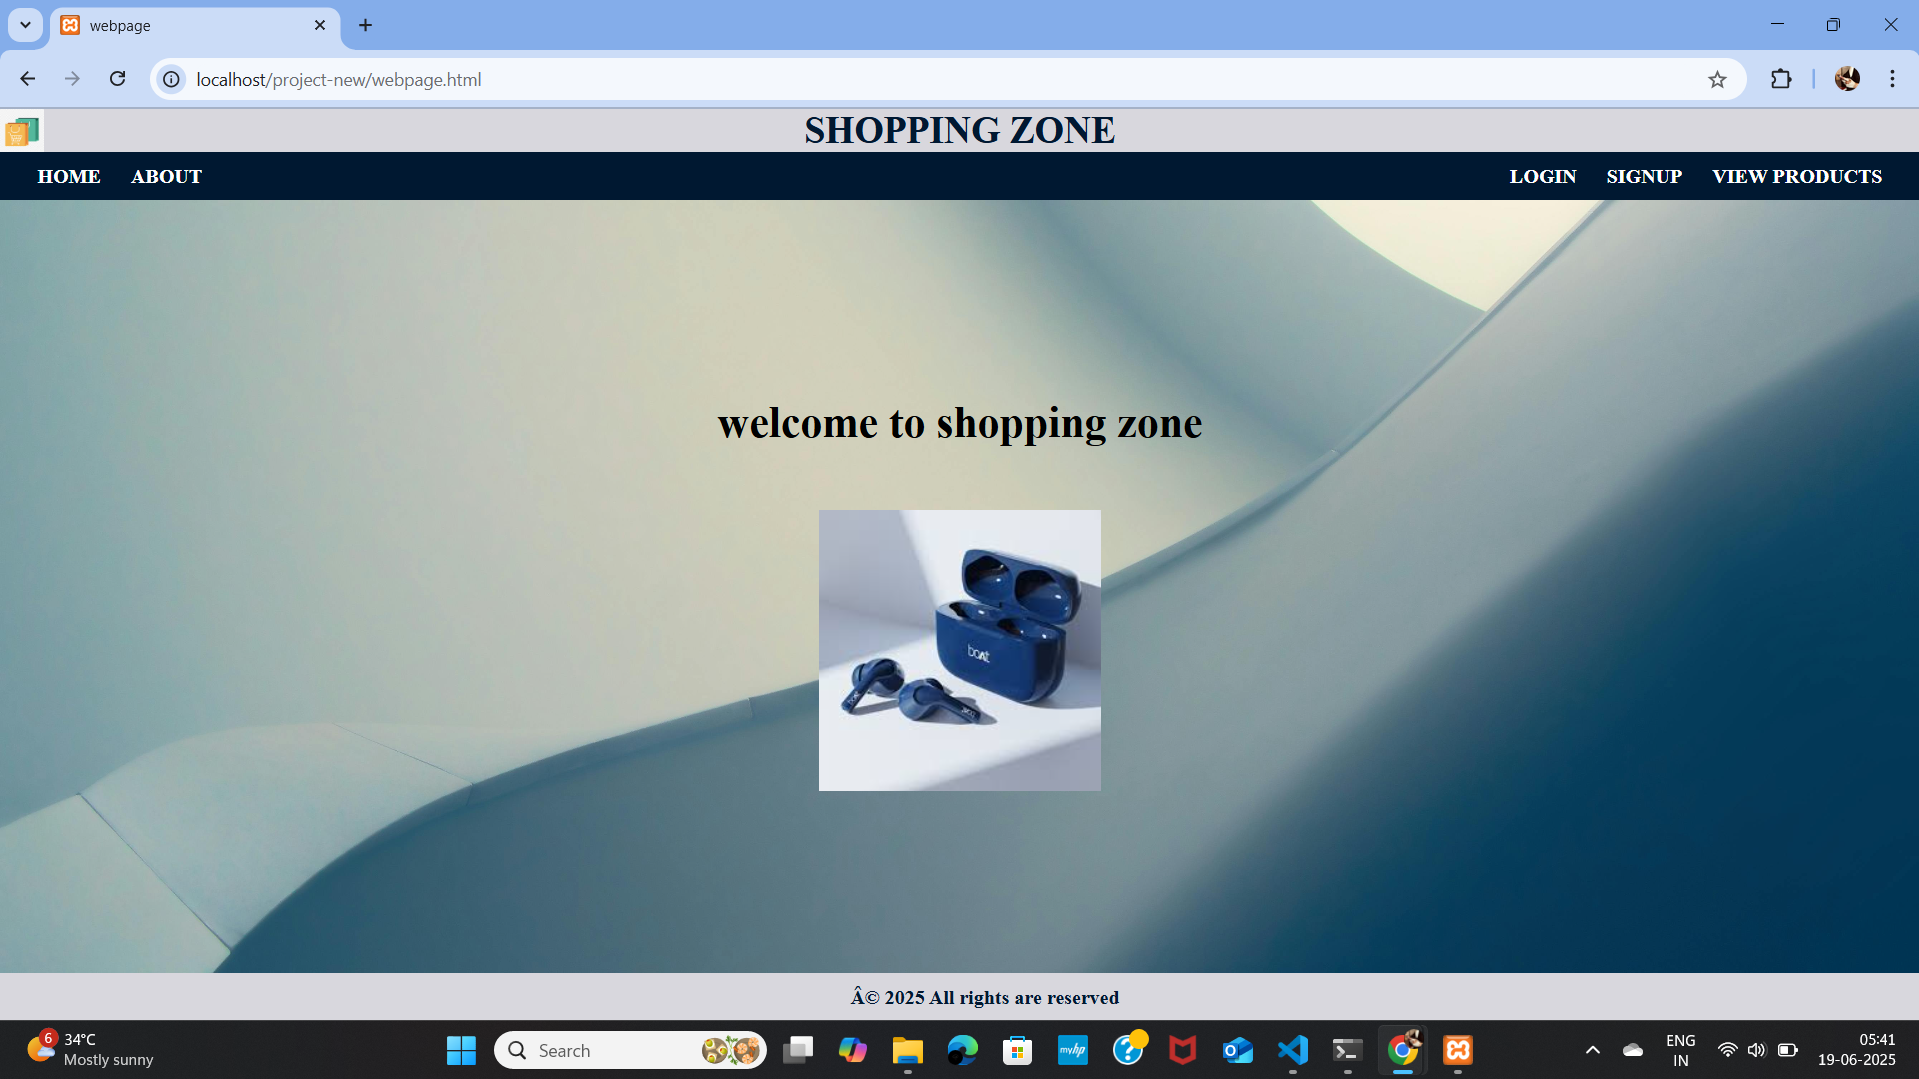 webpage
localhost/project-new/webpage.html
SHOPPING ZONE
HOME ABOUT LOGIN SIGNUP VIEW PRODUCTS
welcome to shopping zone
boAt
Â© 2025 All rights are reserved
6 34°C
Mostly sunny
Search
myhp
ENG
IN
05:41
19-06-2025